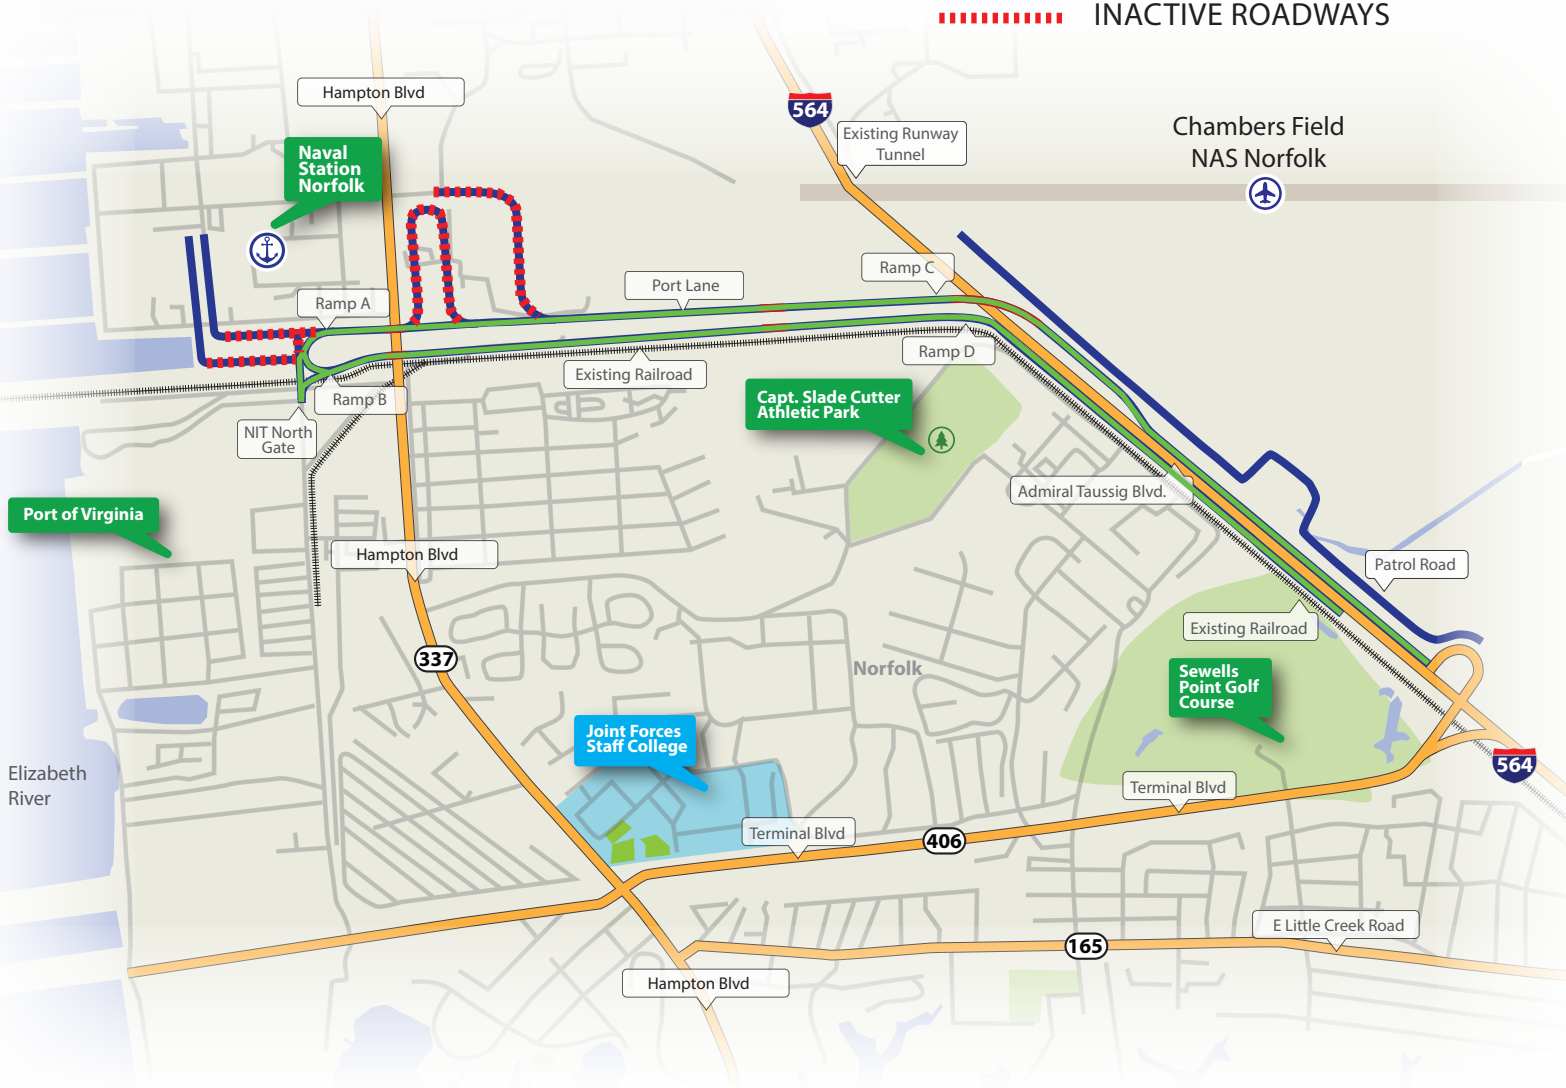 INACTIVE ROADWAYS
Hampton Blvd
564
Existing Runway
Tunnel
Chambers Field
NAS Norfolk
Naval
Station
Norfolk
Ramp C
Port Lane
Ramp A
Ramp D
Existing Railroad
Ramp B
Capt. Slade Cutter
Athletic Park
NIT North
Gate
Admiral Taussig Blvd.
Port of Virginia
Hampton Blvd
Patrol Road
Existing Railroad
337
Norfolk
Sewells
Point Golf
Course
Joint Forces
Staff College
Elizabeth
River
564
Terminal Blvd
Terminal Blvd
406
E Little Creek Road
165
Hampton Blvd